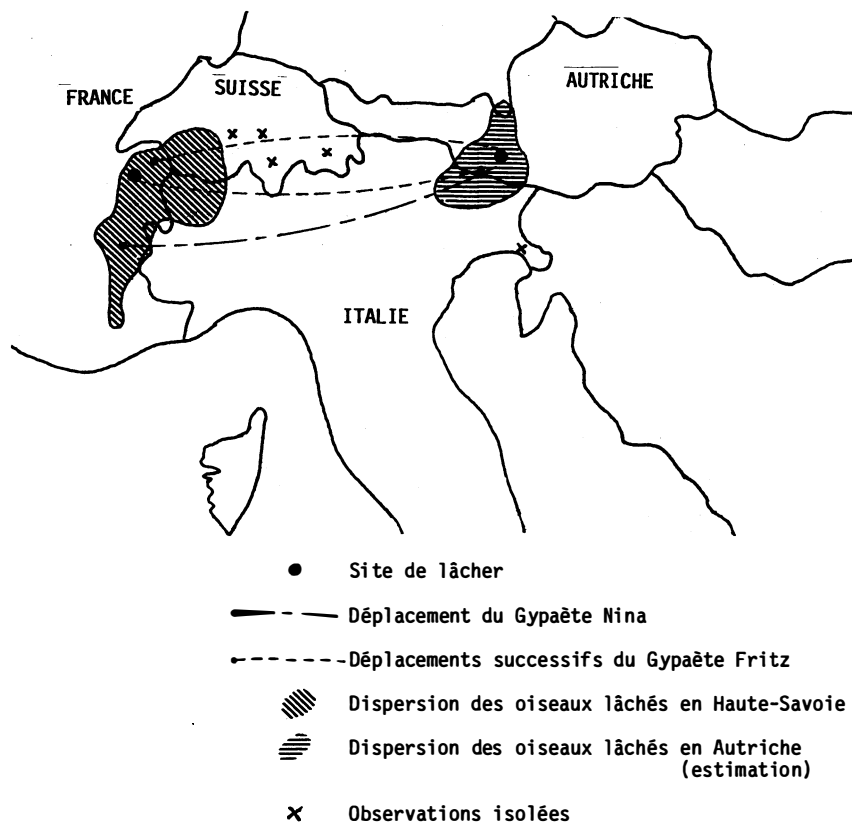 FRANCE
SUISSE
AUTRICHE
ITALIE
Site de lâcher
Déplacement du Gypaète Nina
Déplacements successifs du Gypaète Fritz
Dispersion des oiseaux lâchés en Haute-Savoie
Dispersion des oiseaux lâchés en Autriche
(estimation)
Observations isolées